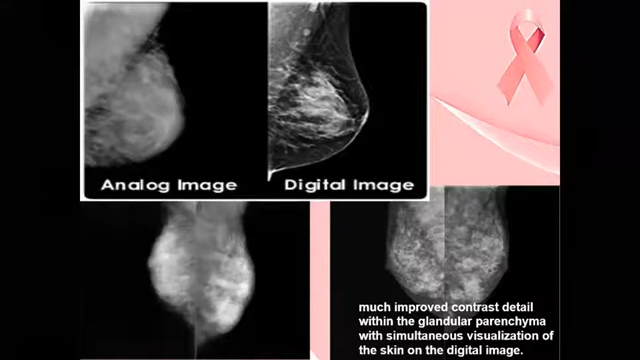 Analog Image
Digital Image
much improved contrast detail
within the glandular parenchyma
with simultaneous visualization of
the skin on the digital image.